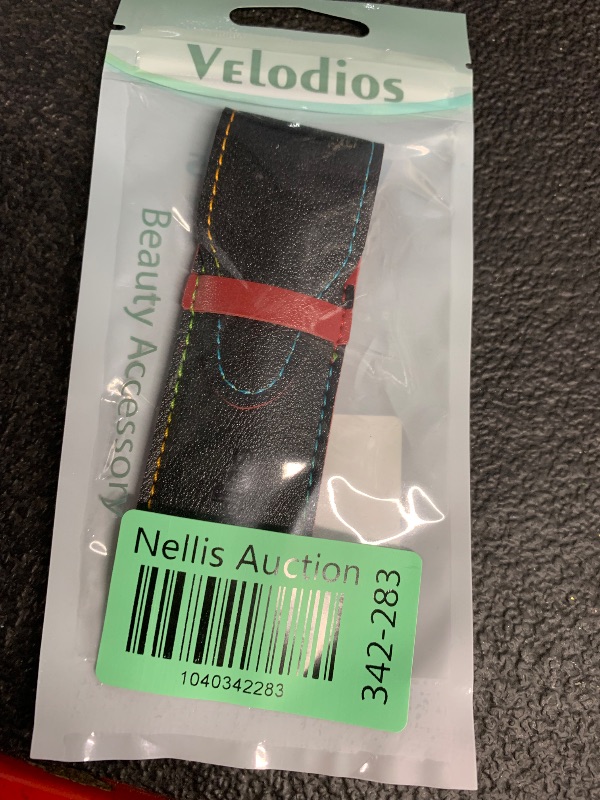 Velodios
Beauty Accessory
Nellis Auction
1040342283
342-283